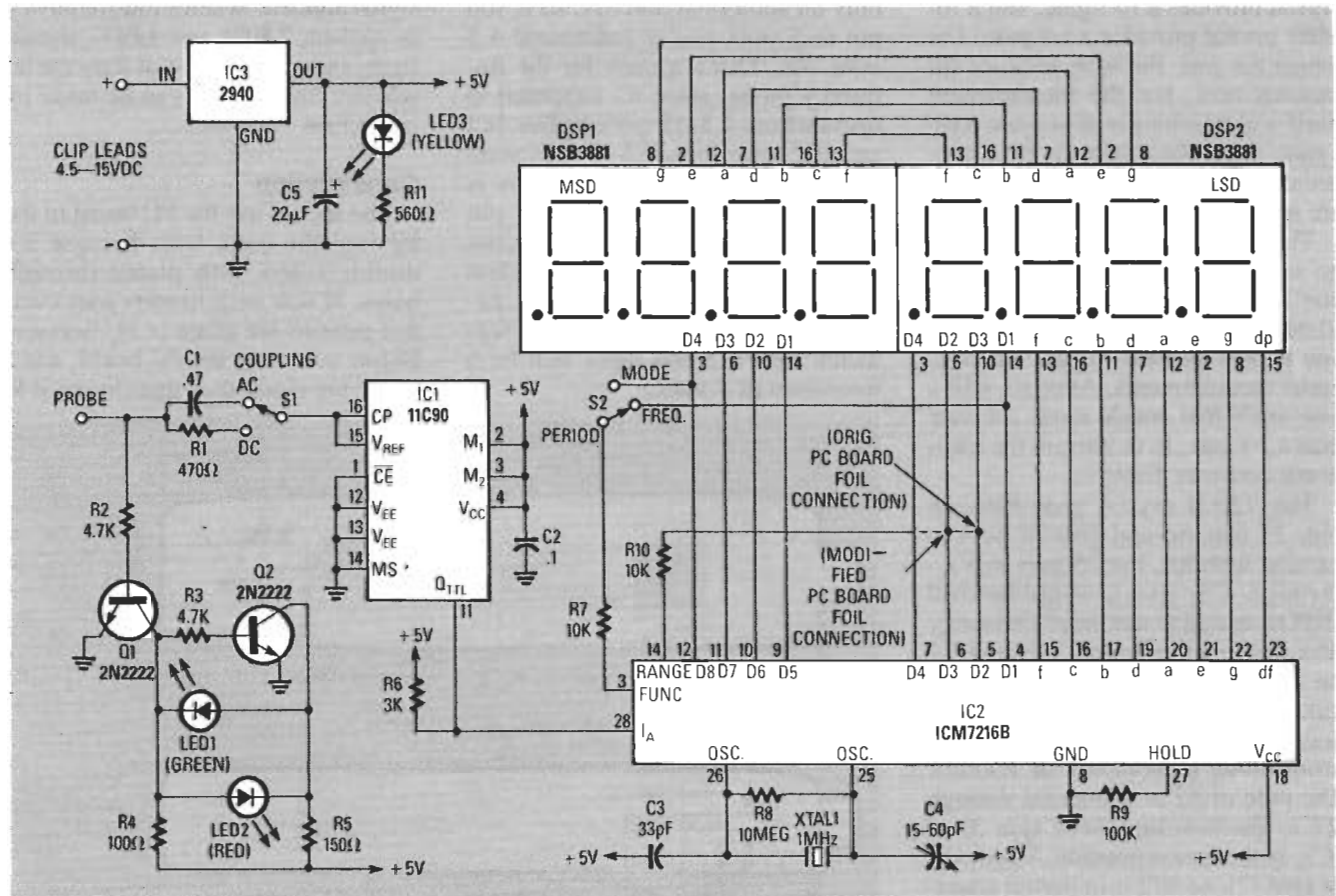 IN
IC3
2940
OUT
GND
+5V
+
-
CLIP LEADS
4.5—15VDC
C5
22μF
+
LED3
(YELLOW)
R11
560Ω
DSP1
NSB3881
8 2 12 7 11 16 13
g e a d b c f
MSD
DSP2
NSB3881
13 16 11 7 12 2 8
f c b d a e g
LSD
D4 D3 D2 D1
3 6 10 14
D4 D2 D3 D1 f c b d a e g dp
3 6 10 14 13 16 11 7 12 2 8 15
PROBE
C1
.47
COUPLING
AC
S1
DC
R1
470Ω
R2
4.7K
Q1
2N2222
R3
4.7K
Q2
2N2222
LED1
(GREEN)
LED2
(RED)
R4
100Ω
R5
150Ω
+5V
IC1
11C90
16 CP
15 VREF
1 CE
12 VEE
13 VEE
14 MS
M1 2
M2 3
VCC 4
QTTL
11
+5V
C2
.1
+5V
R6
3K
MODE
S2
FREQ.
PERIOD
R10
10K
R7
10K
(ORIG.
PC BOARD
FOIL
CONNECTION)
(MODI-
FIED
PC BOARD
FOIL
CONNECTION)
14 12 11 10 9 7 6 5 4 15 16 17 19 20 21 22 23
RANGE D8 D7 D6 D5 D4 D3 D2 D1 f c b d a e g df
3 FUNC
28 IA
IC2
ICM7216B
OSC. OSC. GND HOLD VCC
26 25 8 27 18
C3
33pF
+5V
R8
10MEG
XTAL1
1MHz
C4
15-60pF
+5V
R9
100K
+5V